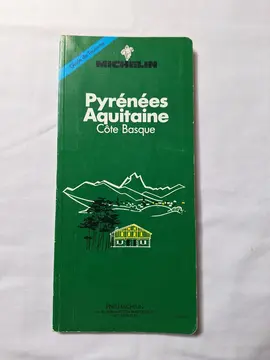 MICHELIN
Pyrénées
Aquitaine
Côte Basque